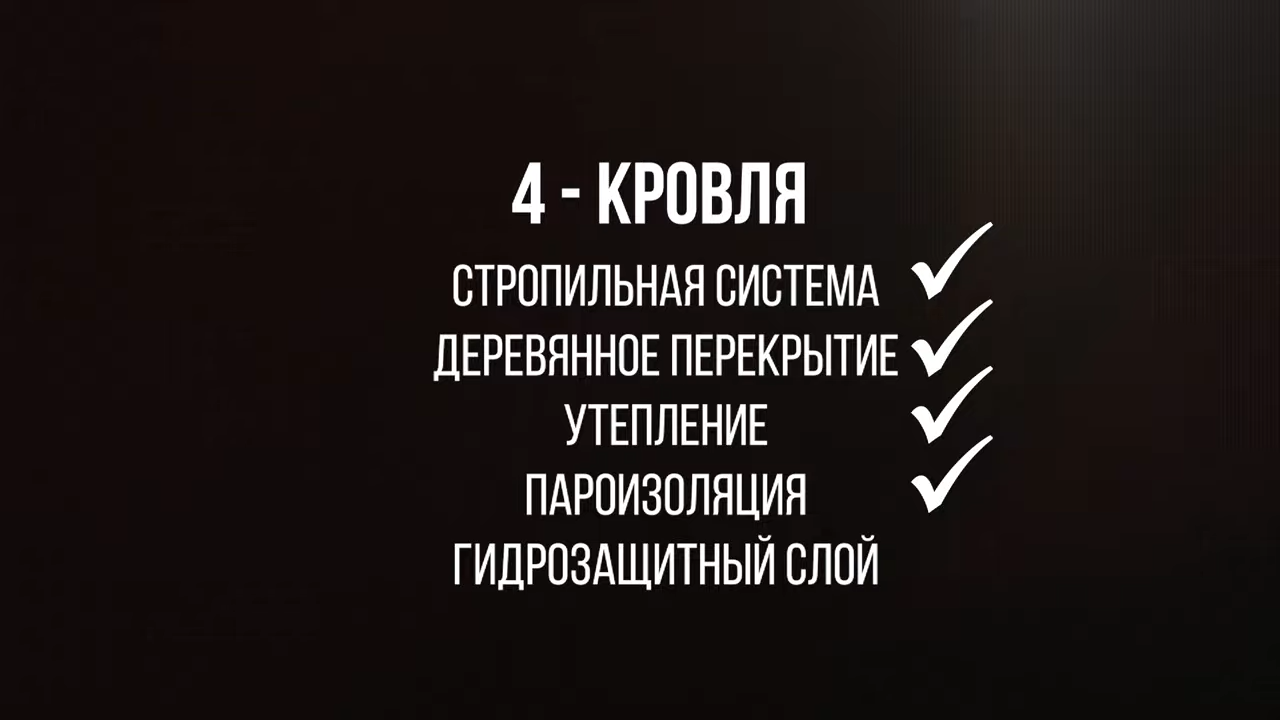 4 - КРОВЛЯ
СТРОПИЛЬНАЯ СИСТЕМА
ДЕРЕВЯННОЕ ПЕРЕКРЫТИЕ
УТЕПЛЕНИЕ
ПАРОИЗОЛЯЦИЯ
ГИДРОЗАЩИТНЫЙ СЛОЙ